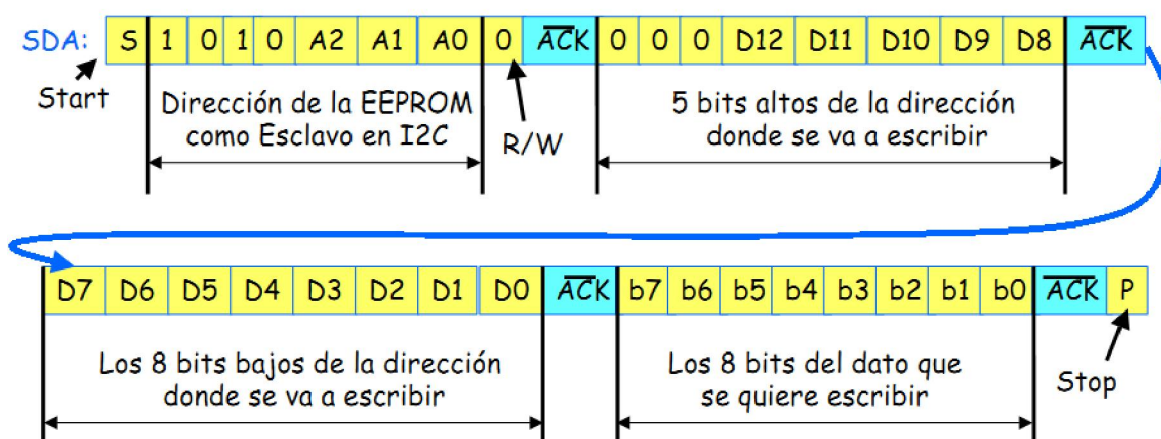 SDA: S 1 0 1 0 A2 A1 A0 0 ACK 0 0 0 D12 D11 D10 D9 D8 ACK
Start
Dirección de la EEPROM
como Esclavo en I2C
R/W
5 bits altos de la dirección
donde se va a escribir
D7 D6 D5 D4 D3 D2 D1 D0 ACK b7 b6 b5 b4 b3 b2 b1 b0 ACK P
Los 8 bits bajos de la dirección
donde se va a escribir
Los 8 bits del dato que
se quiere escribir
Stop